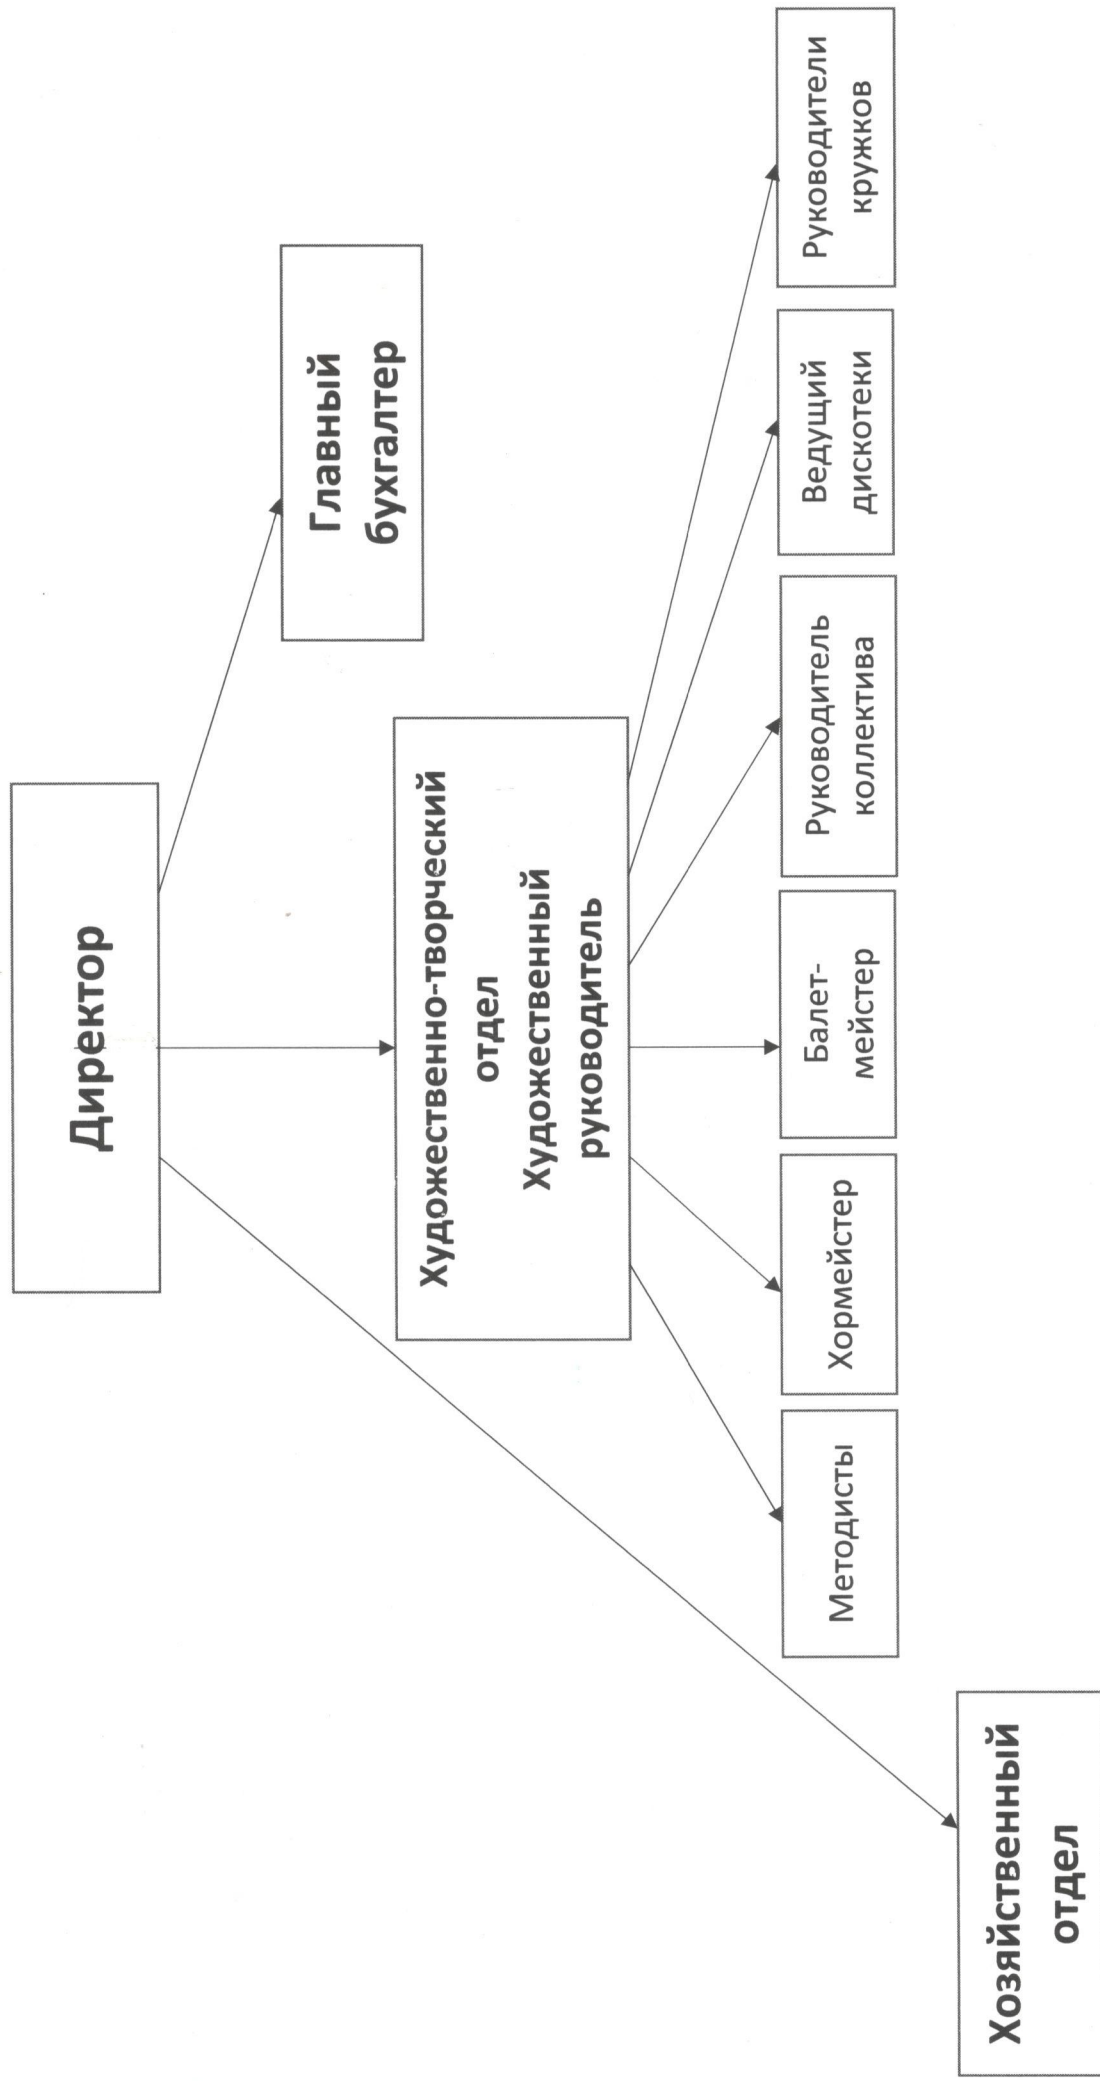 Директор
Главный
бухгалтер
Художественно-творческий
отдел
Художественный
руководитель
Методисты
Хормейстер
Балет-
мейстер
Руководитель
коллектива
Ведущий
дискотеки
Руководители
кружков
Хозяйственный
отдел